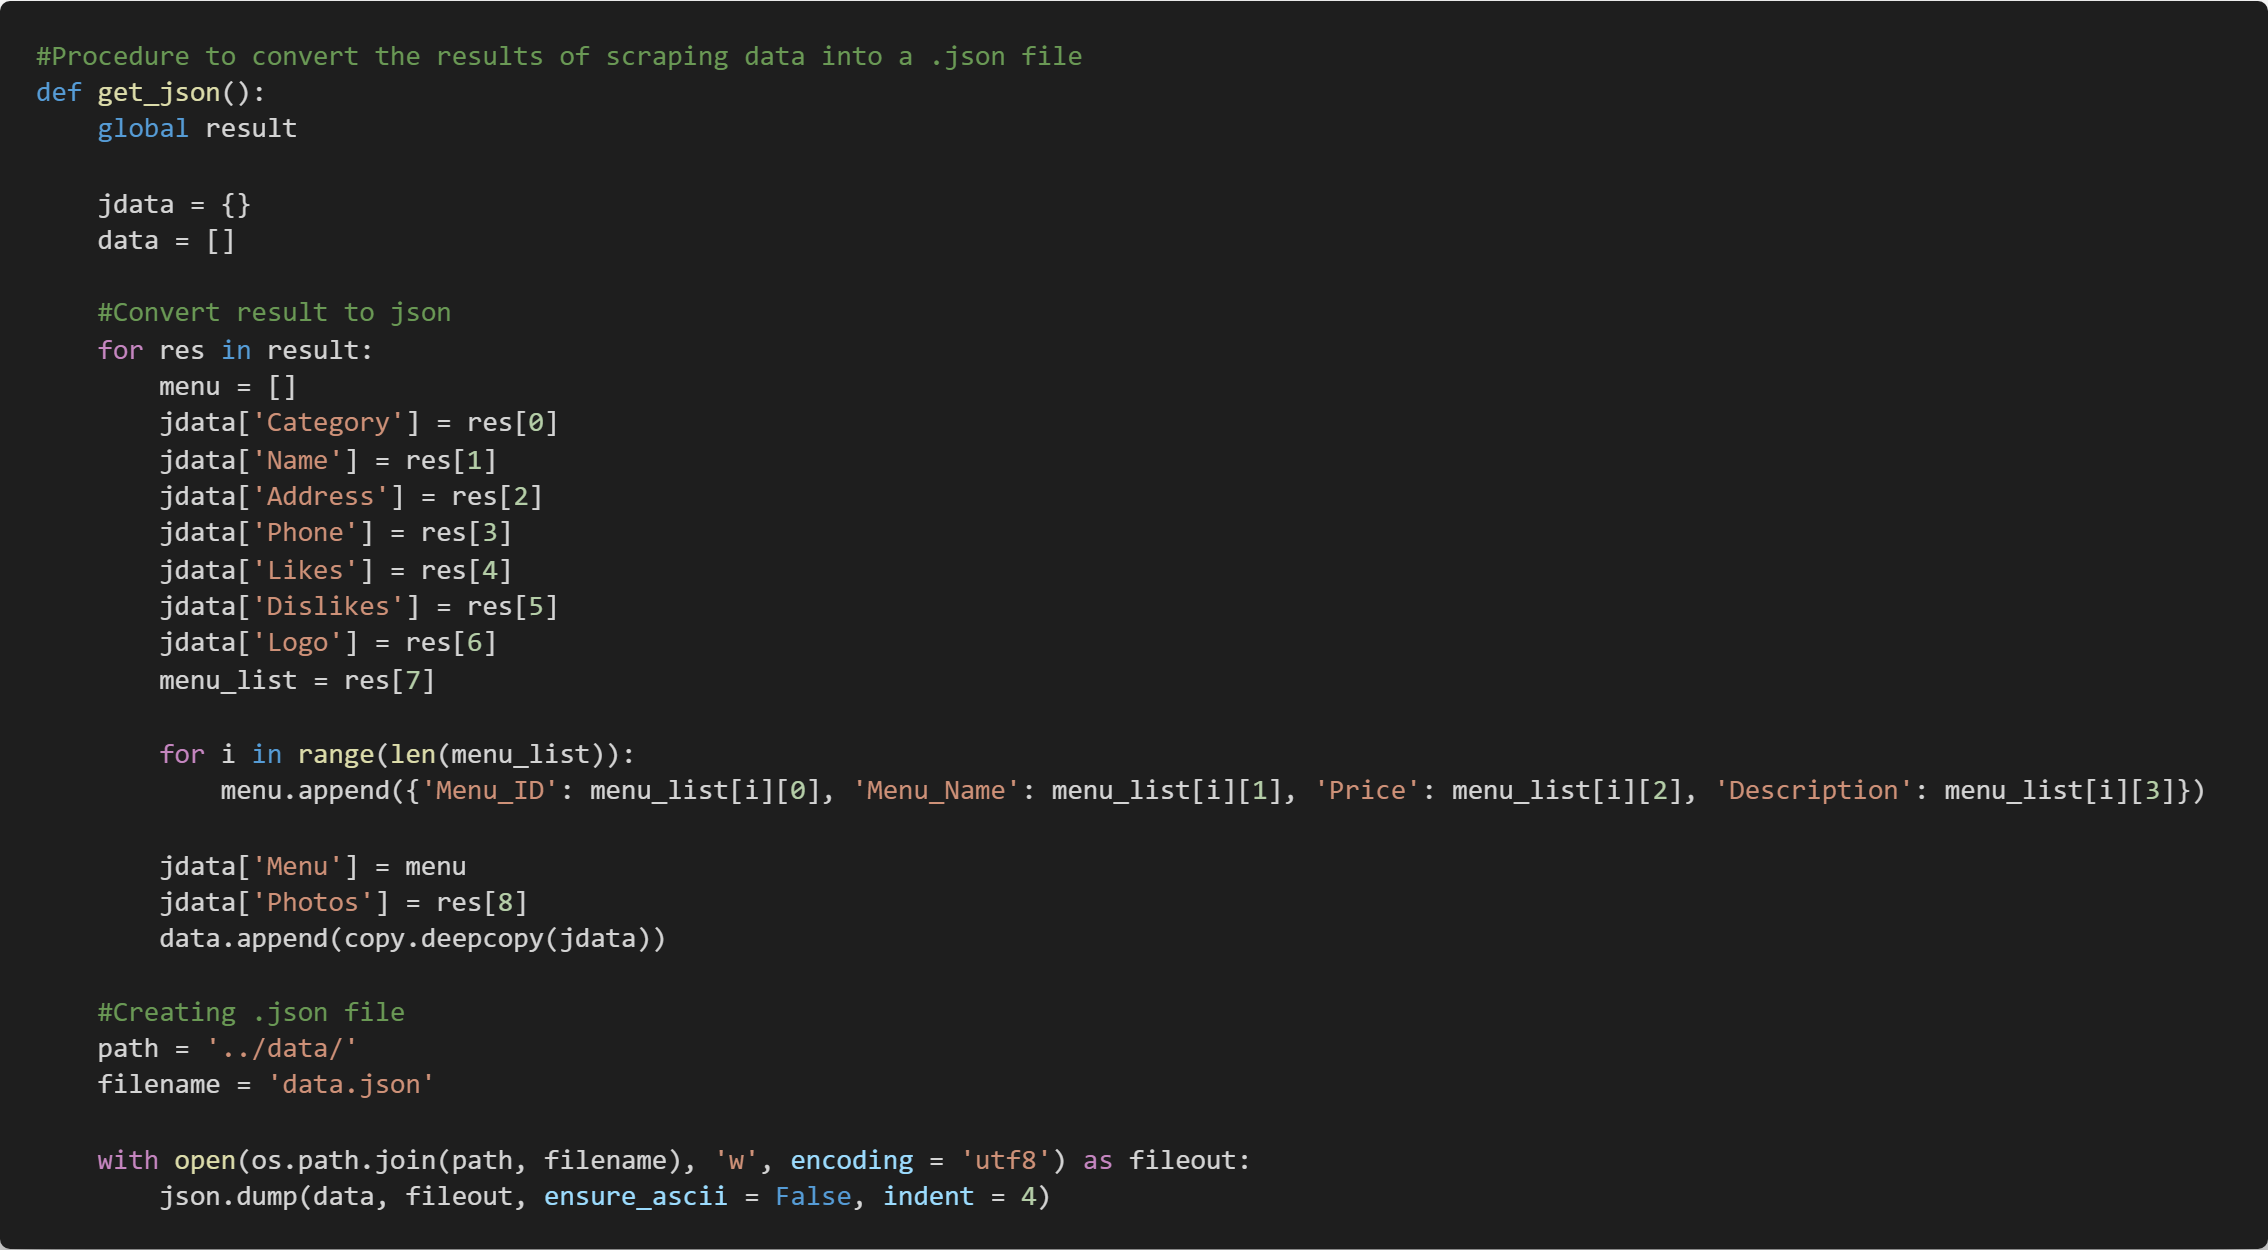 #Procedure to convert the results of scraping data into a .json file
def get_json():
    global result

    jdata = {}
    data = []

    #Convert result to json
    for res in result:
        menu = []
        jdata['Category'] = res[0]
        jdata['Name'] = res[1]
        jdata['Address'] = res[2]
        jdata['Phone'] = res[3]
        jdata['Likes'] = res[4]
        jdata['Dislikes'] = res[5]
        jdata['Logo'] = res[6]
        menu_list = res[7]

        for i in range(len(menu_list)):
            menu.append({'Menu_ID': menu_list[i][0], 'Menu_Name': menu_list[i][1], 'Price': menu_list[i][2], 'Description': menu_list[i][3]})

        jdata['Menu'] = menu
        jdata['Photos'] = res[8]
        data.append(copy.deepcopy(jdata))

    #Creating .json file
    path = '../data/'
    filename = 'data.json'

    with open(os.path.join(path, filename), 'w', encoding = 'utf8') as fileout:
        json.dump(data, fileout, ensure_ascii = False, indent = 4)